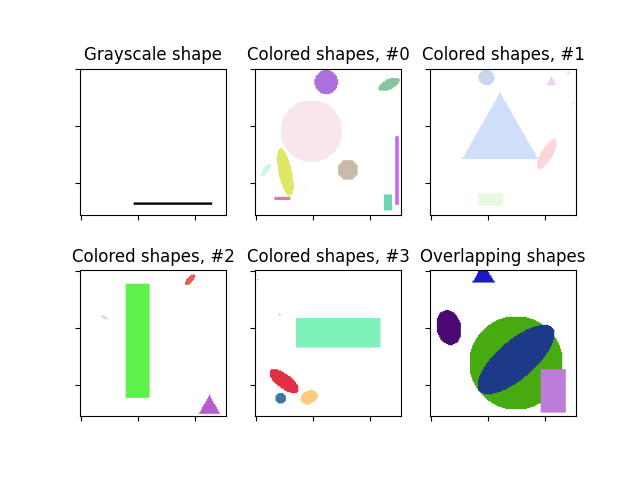 Grayscale shape
Colored shapes, #0
Colored shapes, #1
Colored shapes, #2
Colored shapes, #3
Overlapping shapes